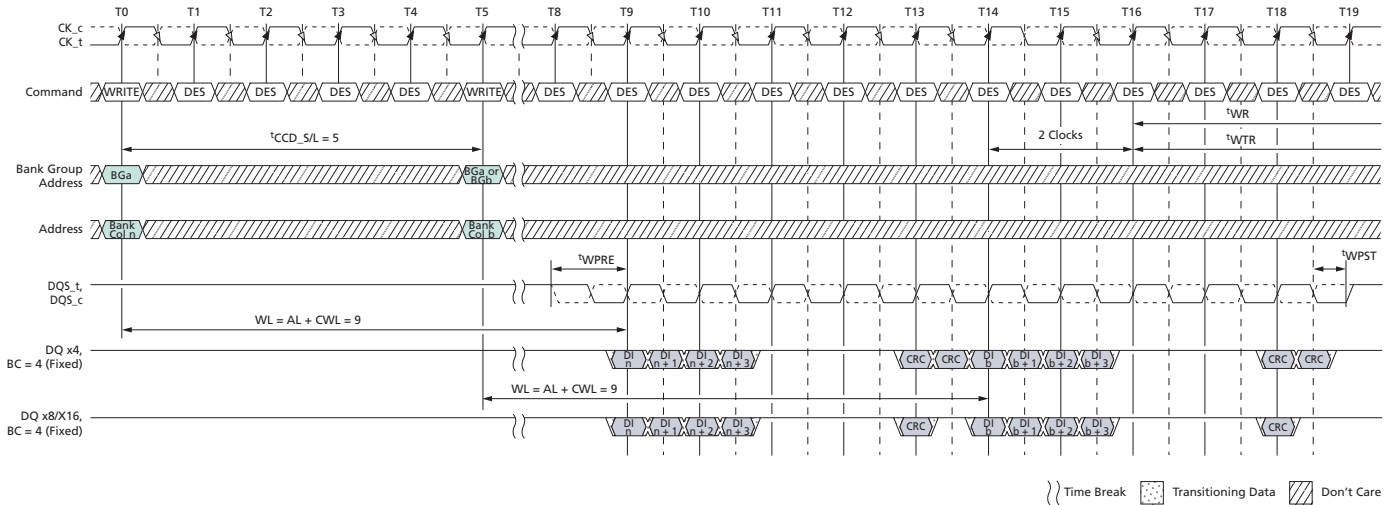 T0 T1 T2 T3 T4 T5 T8 T9 T10 T11 T12 T13 T14 T15 T16 T17 T18 T19
CK_c
CK_t
Command WRITE DES DES DES DES WRITE DES DES DES DES DES DES DES DES DES DES DES DES
tWR
tCCD_S/L = 5 2 Clocks tWTR
Bank Group
Address
BGa BGa or
BGb
Address Bank
Col n Bank
Col b
tWPRE tWPST
DQS_t,
DQS_c
WL = AL + CWL = 9
DQ x4,
BC = 4 (Fixed)
DI
n DI
n + 1 DI
n + 2 DI
n + 3 CRC CRC DI
b DI
b + 1 DI
b + 2 DI
b + 3 CRC CRC
WL = AL + CWL = 9
DQ x8/X16,
BC = 4 (Fixed)
DI
n DI
n + 1 DI
n + 2 DI
n + 3 CRC DI
b DI
b + 1 DI
b + 2 DI
b + 3 CRC
Time Break Transitioning Data Don't Care